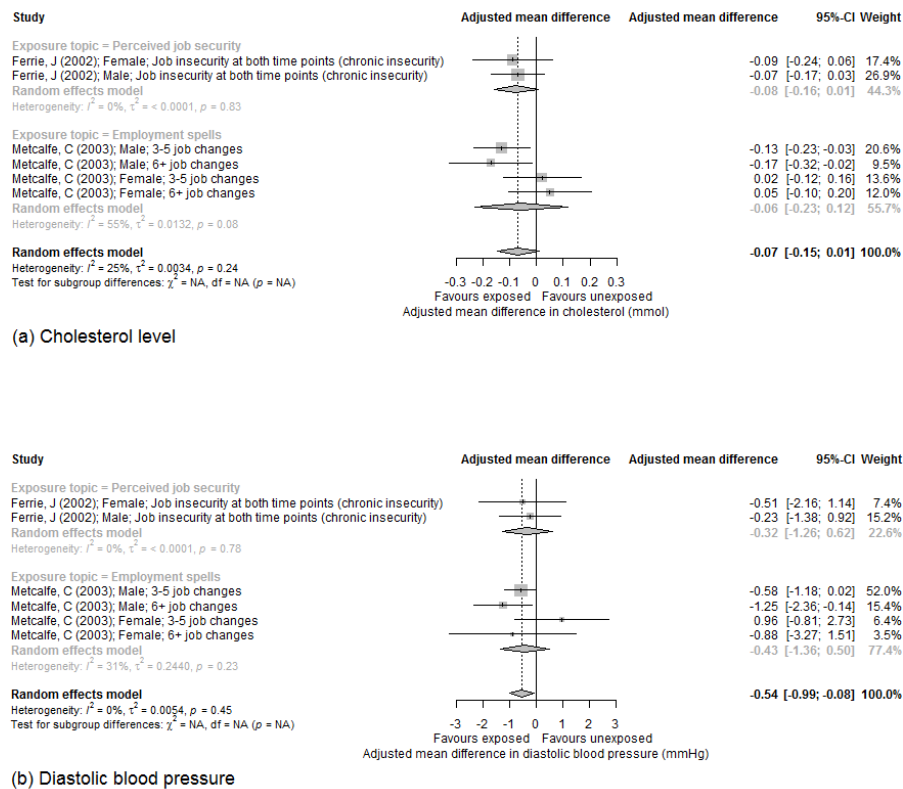 Study Adjusted mean difference Adjusted mean difference 95%-CI Weight
Exposure topic = Perceived job security
Ferrie, J (2002); Female; Job insecurity at both time points (chronic insecurity) -0.09 [-0.24; 0.06] 17.4%
Ferrie, J (2002); Male; Job insecurity at both time points (chronic insecurity) -0.07 [-0.17; 0.03] 26.9%
Random effects model -0.08 [-0.16; 0.01] 44.3%
Heterogeneity: I² = 0%, τ² = < 0.0001, p = 0.83
Exposure topic = Employment spells
Metcalfe, C (2003); Male; 3-5 job changes -0.13 [-0.23; -0.03] 20.6%
Metcalfe, C (2003); Male; 6+ job changes -0.17 [-0.32; -0.02] 9.5%
Metcalfe, C (2003); Female; 3-5 job changes 0.02 [-0.12; 0.16] 13.6%
Metcalfe, C (2003); Female; 6+ job changes 0.05 [-0.10; 0.20] 12.0%
Random effects model -0.06 [-0.23; 0.12] 55.7%
Heterogeneity: I² = 55%, τ² = 0.0132, p = 0.08
Random effects model -0.07 [-0.15; 0.01] 100.0%
Heterogeneity: I² = 25%, τ² = 0.0034, p = 0.24
Test for subgroup differences: χ² = NA, df = NA (p = NA)
-0.3 -0.2 -0.1 0 0.1 0.2 0.3
Favours exposed Favours unexposed
Adjusted mean difference in cholesterol (mmol)
(a) Cholesterol level
Study Adjusted mean difference Adjusted mean difference 95%-CI Weight
Exposure topic = Perceived job security
Ferrie, J (2002); Female; Job insecurity at both time points (chronic insecurity) -0.51 [-2.16; 1.14] 7.4%
Ferrie, J (2002); Male; Job insecurity at both time points (chronic insecurity) -0.23 [-1.38; 0.92] 15.2%
Random effects model -0.32 [-1.26; 0.62] 22.6%
Heterogeneity: I² = 0%, τ² = < 0.0001, p = 0.78
Exposure topic = Employment spells
Metcalfe, C (2003); Male; 3-5 job changes -0.58 [-1.18; 0.02] 52.0%
Metcalfe, C (2003); Male; 6+ job changes -1.25 [-2.36; -0.14] 15.4%
Metcalfe, C (2003); Female; 3-5 job changes 0.96 [-0.81; 2.73] 6.4%
Metcalfe, C (2003); Female; 6+ job changes -0.88 [-3.27; 1.51] 3.5%
Random effects model -0.43 [-1.36; 0.50] 77.4%
Heterogeneity: I² = 31%, τ² = 0.2440, p = 0.23
Random effects model -0.54 [-0.99; -0.08] 100.0%
Heterogeneity: I² = 0%, τ² = 0.0054, p = 0.45
Test for subgroup differences: χ² = NA, df = NA (p = NA)
-3 -2 -1 0 1 2 3
Favours exposed Favours unexposed
Adjusted mean difference in diastolic blood pressure (mmHg)
(b) Diastolic blood pressure